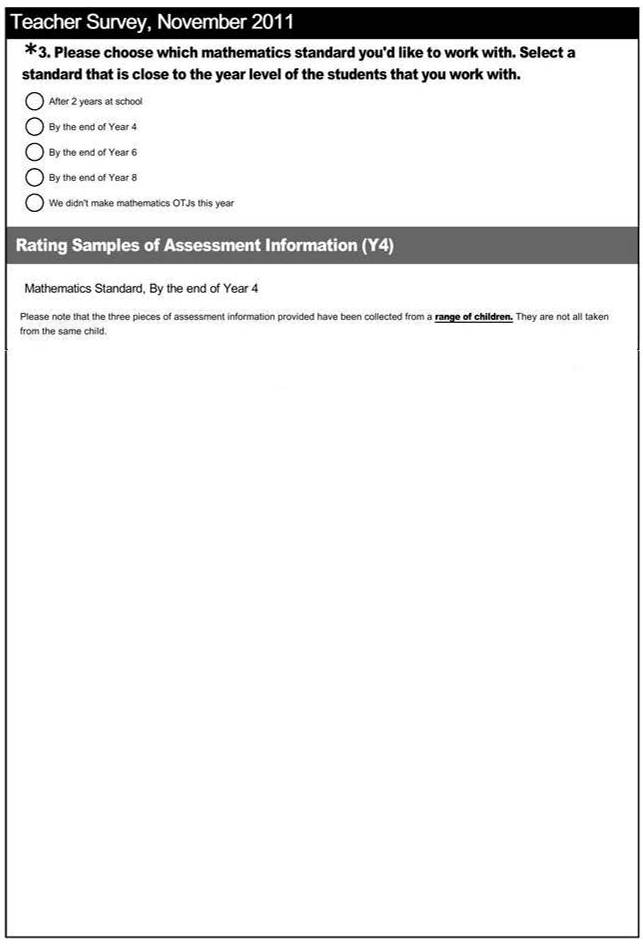 Teacher Survey, November 2011
*3. Please choose which mathematics standard you'd like to work with. Select a
standard that is close to the year level of the students that you work with.
After 2 years at school
By the end of Year 4
By the end of Year 6
By the end of Year 8
We didn't make mathematics OTJs this year
Rating Samples of Assessment Information (Y4)
Mathematics Standard, By the end of Year 4
Please note that the three pieces of assessment information provided have been collected from a range of children. They are not all taken
from the same child.